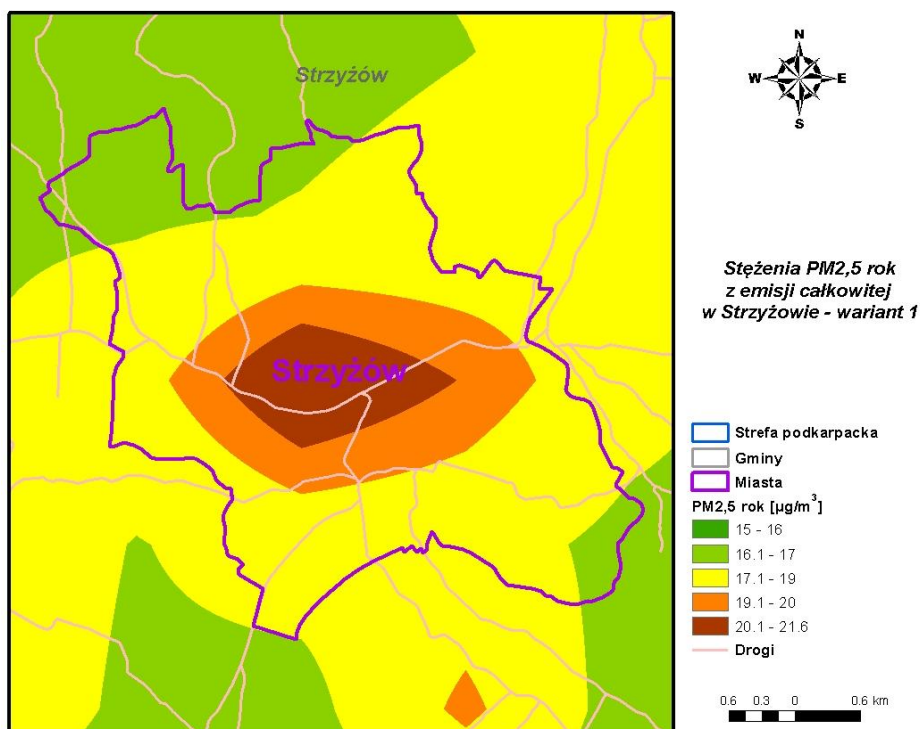 Strzyżów
Strzyżów
N
W E
S
Stężenia PM2,5 rok
z emisji całkowitej
w Strzyżowie - wariant 1
Strefa podkarpacka
Gminy
Miasta
PM2,5 rok [µg/m³]
15 - 16
16.1 - 17
17.1 - 19
19.1 - 20
20.1 - 21.6
Drogi
0.6 0.3 0 0.6 km